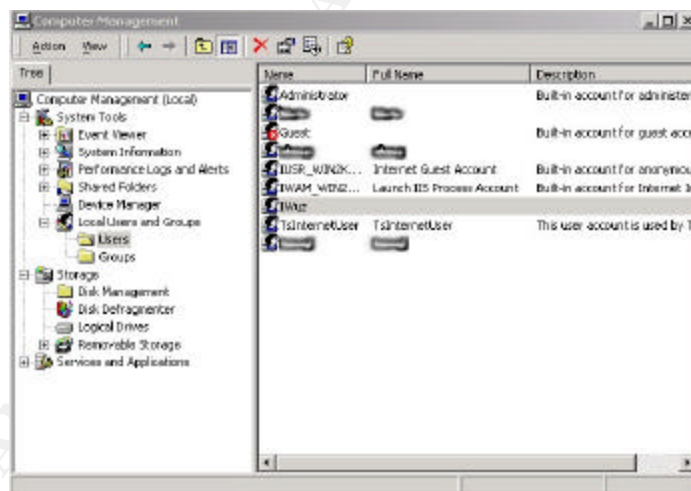 Computer Management
Action View
Tree
Computer Management (Local)
System Tools
Event Viewer
System Information
Performance Logs and Alerts
Shared Folders
Device Manager
Local Users and Groups
Users
Groups
Storage
Disk Management
Disk Defragmenter
Logical Drives
Removable Storage
Services and Applications
Name Full Name Description
Administrator Built-in account for administer
Guest Built-in account for guest acce
IUSR_WIN2K... Internet Guest Account Built-in account for anonymou
IWAM_WIN2... Launch IIS Process Account Built-in account for Internet I
TsInternetUser TsInternetUser This user account is used by T